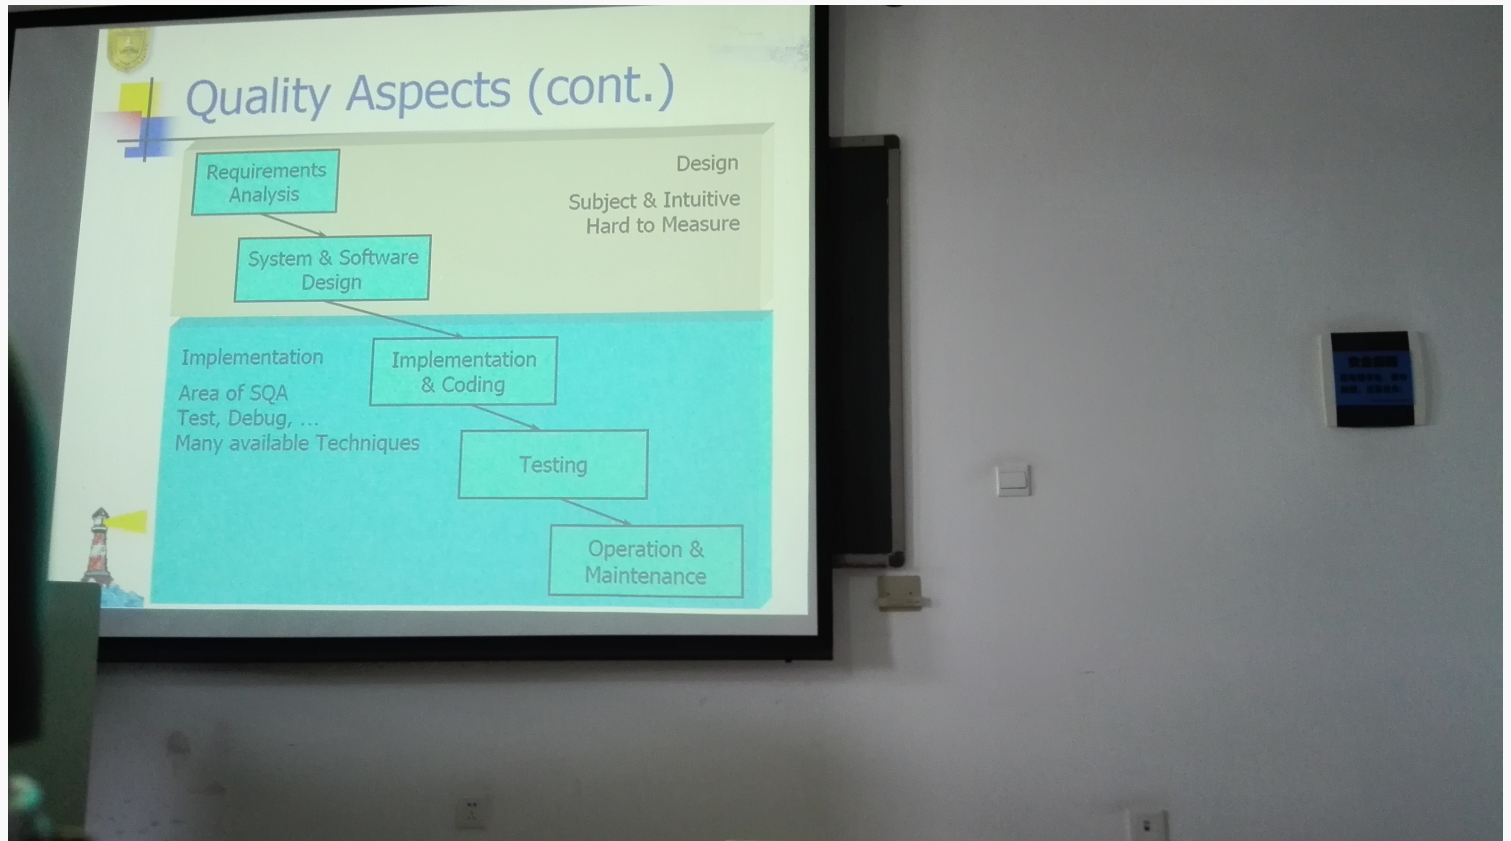 Quality Aspects (cont.)
Requirements
Analysis
Design
Subject & Intuitive
Hard to Measure
System & Software
Design
Implementation
Area of SQA
Test, Debug, ...
Many available Techniques
Implementation
& Coding
Testing
Operation &
Maintenance